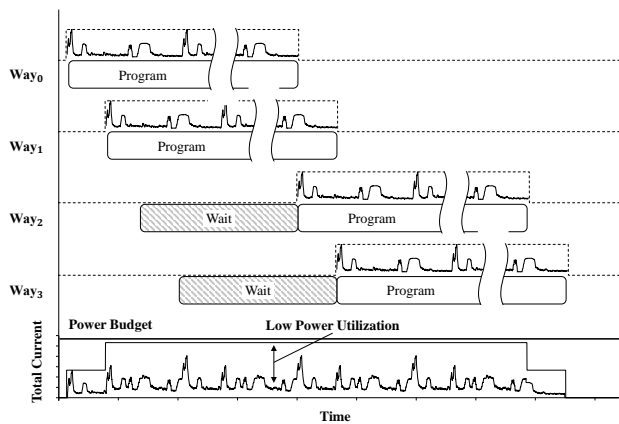 Way0
Program
Way1
Program
Way2
Wait
Program
Way3
Wait
Program
Power Budget
Low Power Utilization
Total Current
Time